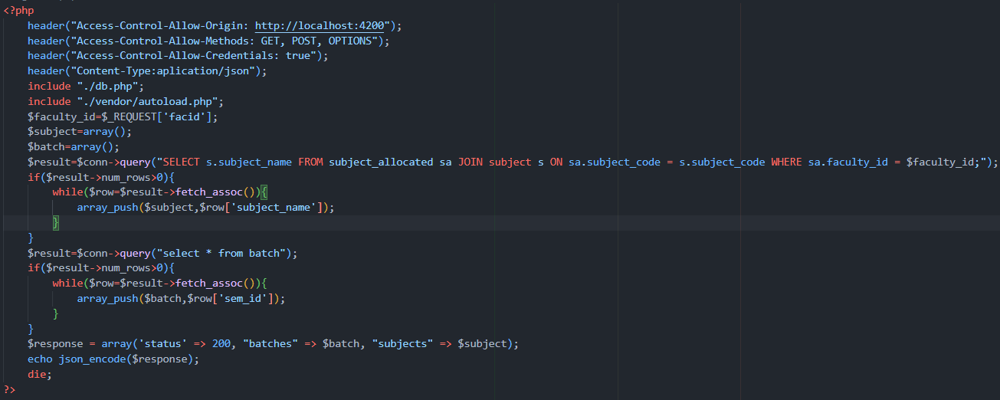 <?php
header("Access-Control-Allow-Origin: http://localhost:4200");
header("Access-Control-Allow-Methods: GET, POST, OPTIONS");
header("Access-Control-Allow-Credentials: true");
header("Content-Type:aplication/json");
include "./db.php";
include "./vendor/autoload.php";
$faculty_id=$_REQUEST['facid'];
$subject=array();
$batch=array();
$result=$conn->query("SELECT s.subject_name FROM subject_allocated sa JOIN subject s ON sa.subject_code = s.subject_code WHERE sa.faculty_id = $faculty_id;");
if($result->num_rows>0){
while($row=$result->fetch_assoc()){
array_push($subject,$row['subject_name']);
}
}
$result=$conn->query("select * from batch");
if($result->num_rows>0){
while($row=$result->fetch_assoc()){
array_push($batch,$row['sem_id']);
}
}
$response = array('status' => 200, "batches" => $batch, "subjects" => $subject);
echo json_encode($response);
die;
?>